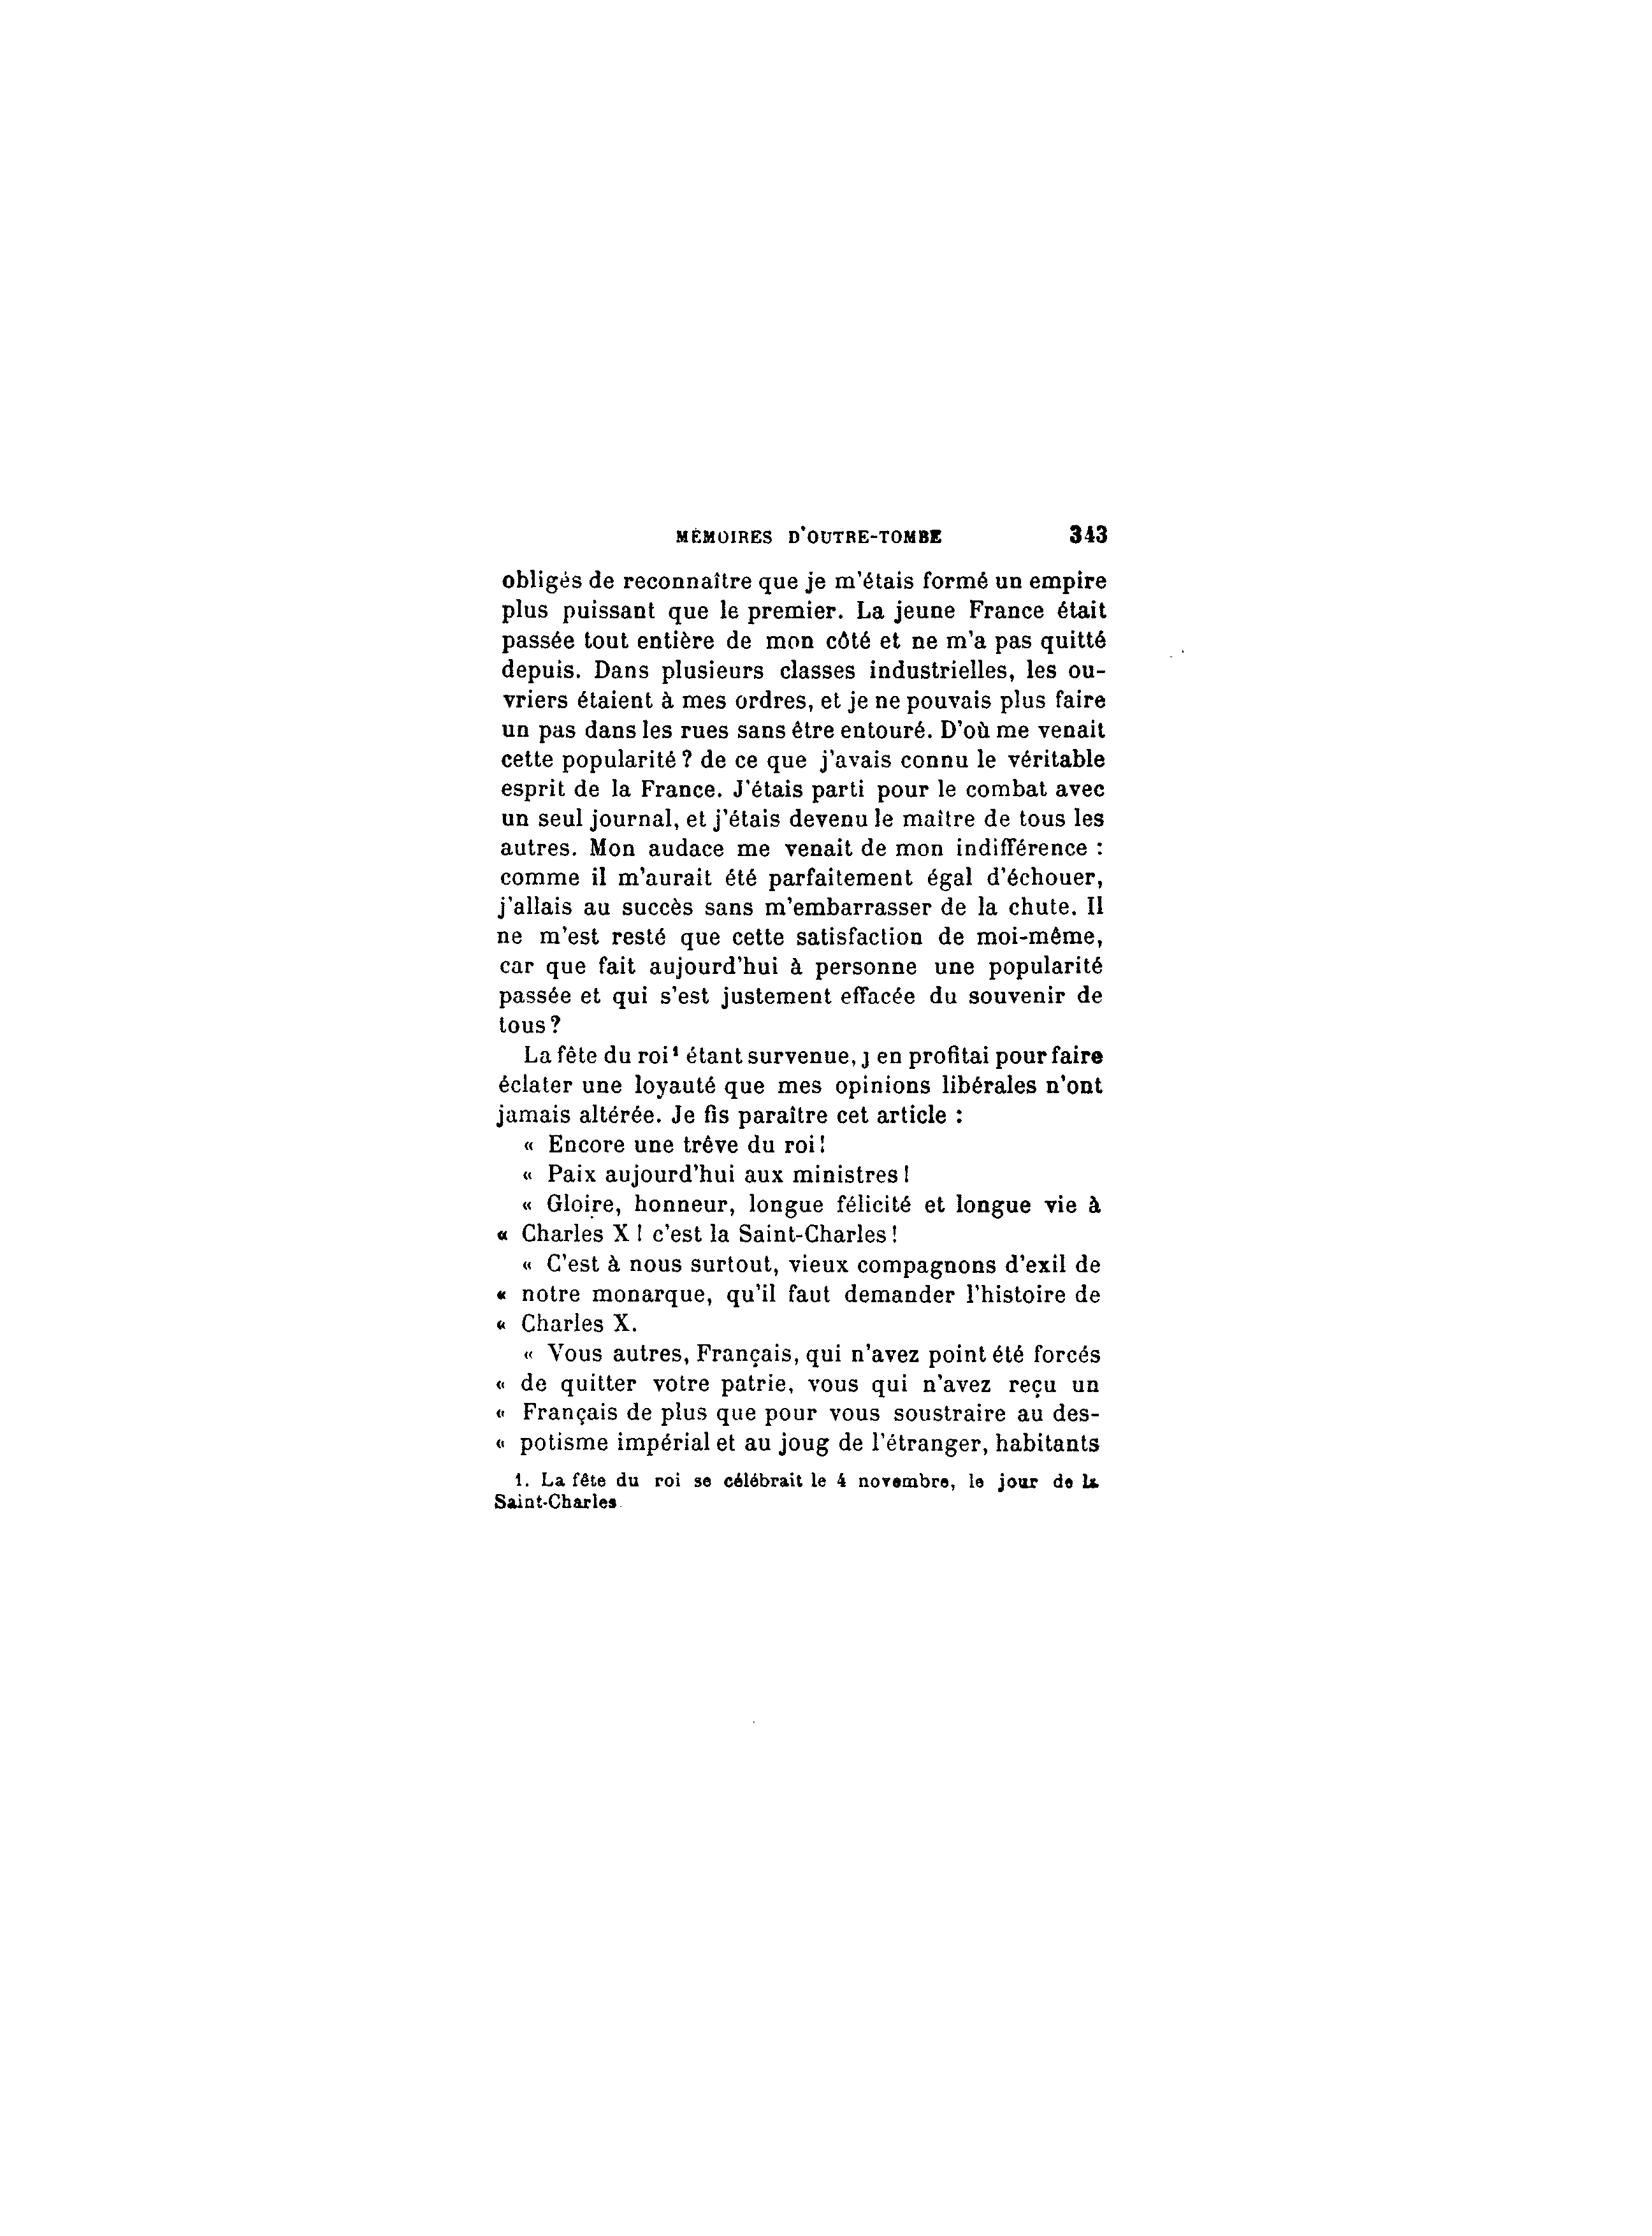 MÉMOIRES D'OUTRE-TOMBE 343
obligés de reconnaître que je m'étais formé un empire
plus puissant que le premier. La jeune France était
passée tout entière de mon côté et ne m'a pas quitté
depuis. Dans plusieurs classes industrielles, les ou-
vriers étaient à mes ordres, et je ne pouvais plus faire
un pas dans les rues sans être entouré. D'où me venait
cette popularité ? de ce que j'avais connu le véritable
esprit de la France. J'étais parti pour le combat avec
un seul journal, et j'étais devenu le maître de tous les
autres. Mon audace me venait de mon indifférence :
comme il m'aurait été parfaitement égal d'échouer,
j'allais au succès sans m'embarrasser de la chute. Il
ne m'est resté que cette satisfaction de moi-même,
car que fait aujourd'hui à personne une popularité
passée et qui s'est justement effacée du souvenir de
tous ?
La fête du roi¹ étant survenue, j'en profitai pour faire
éclater une loyauté que mes opinions libérales n'ont
jamais altérée. Je fis paraître cet article :
« Encore une trêve du roi !
« Paix aujourd'hui aux ministres !
« Gloire, honneur, longue félicité et longue vie à
« Charles X ! c'est la Saint-Charles !
« C'est à nous surtout, vieux compagnons d'exil de
« notre monarque, qu'il faut demander l'histoire de
« Charles X.
« Vous autres, Français, qui n'avez point été forcés
« de quitter votre patrie, vous qui n'avez reçu un
« Français de plus que pour vous soustraire au des-
« potisme impérial et au joug de l'étranger, habitants
1. La fête du roi se célébrait le 4 novembre, le jour de la
Saint-Charles